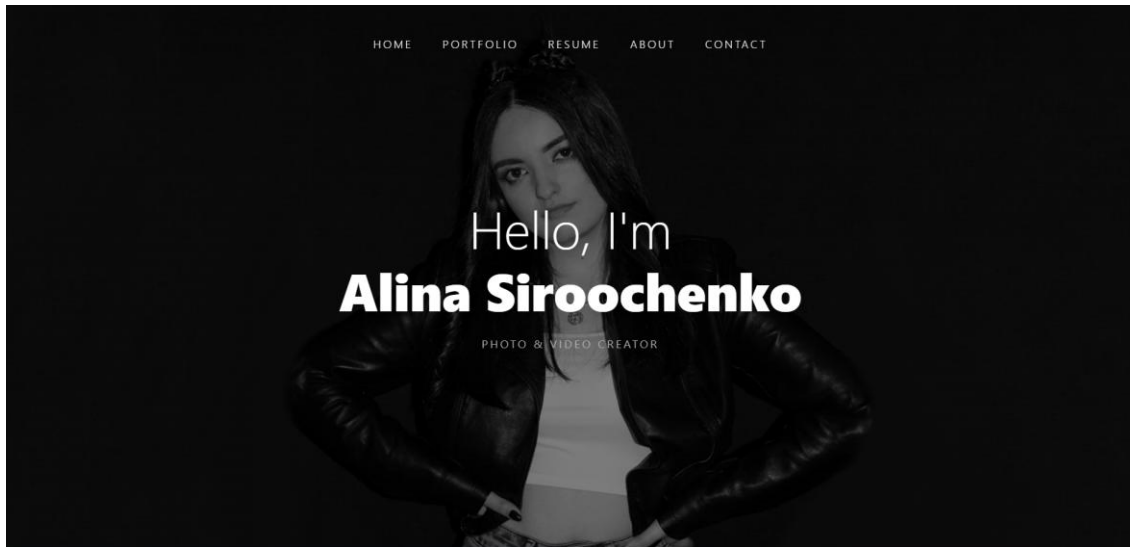 HOME PORTFOLIO RESUME ABOUT CONTACT
Hello, I'm
Alina Siroochenko
PHOTO & VIDEO CREATOR